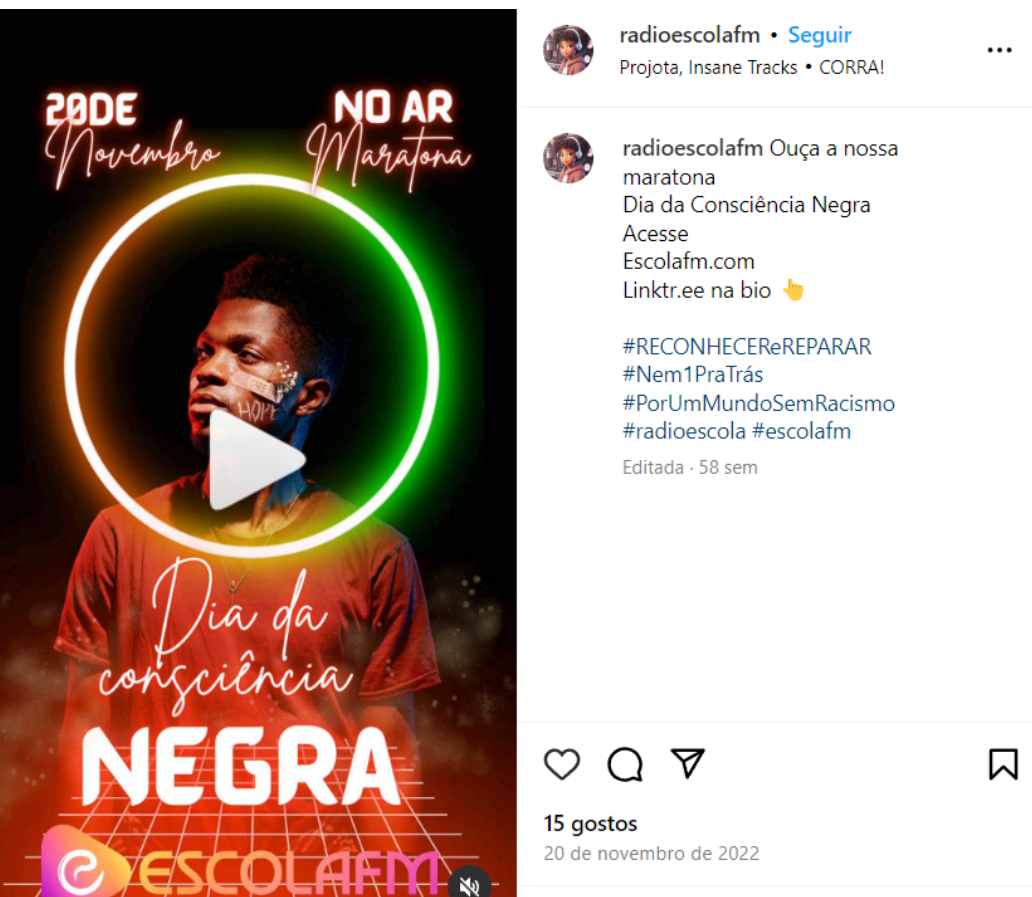 20DE
Novembro
NO AR
Maratona
CARE
HOPE
Dia da
consciência
NEGRA
e ESCOLAFM
radioescolafm • Seguir
Projota, Insane Tracks • CORRA!
radioescolafm Ouça a nossa
maratona
Dia da Consciência Negra
Acesse
Escolafm.com
Linktr.ee na bio 👆
#RECONHECEReREPARAR
#Nem1PraTrás
#PorUmMundoSemRacismo
#radioescola #escolafm
Editada · 58 sem
15 gostos
20 de novembro de 2022